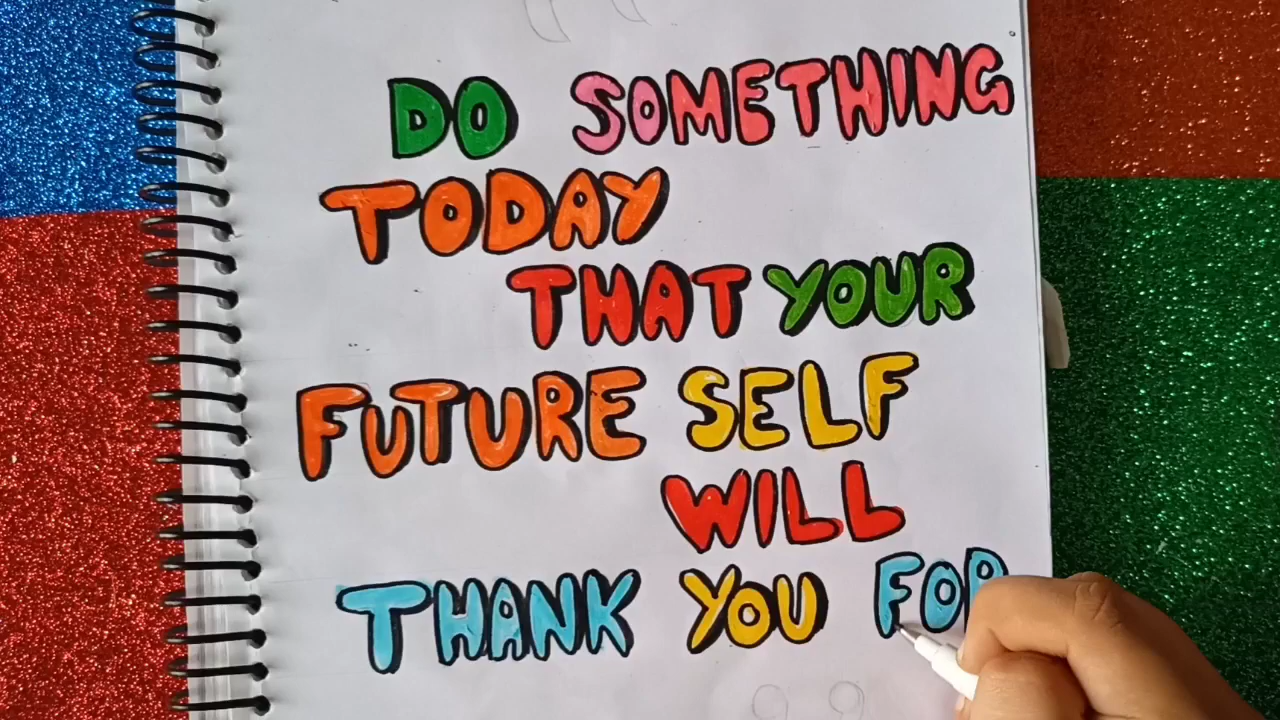 DO SOMETHING
TODAY
THAT YOUR
FUTURE SELF
WILL
THANK YOU FOR